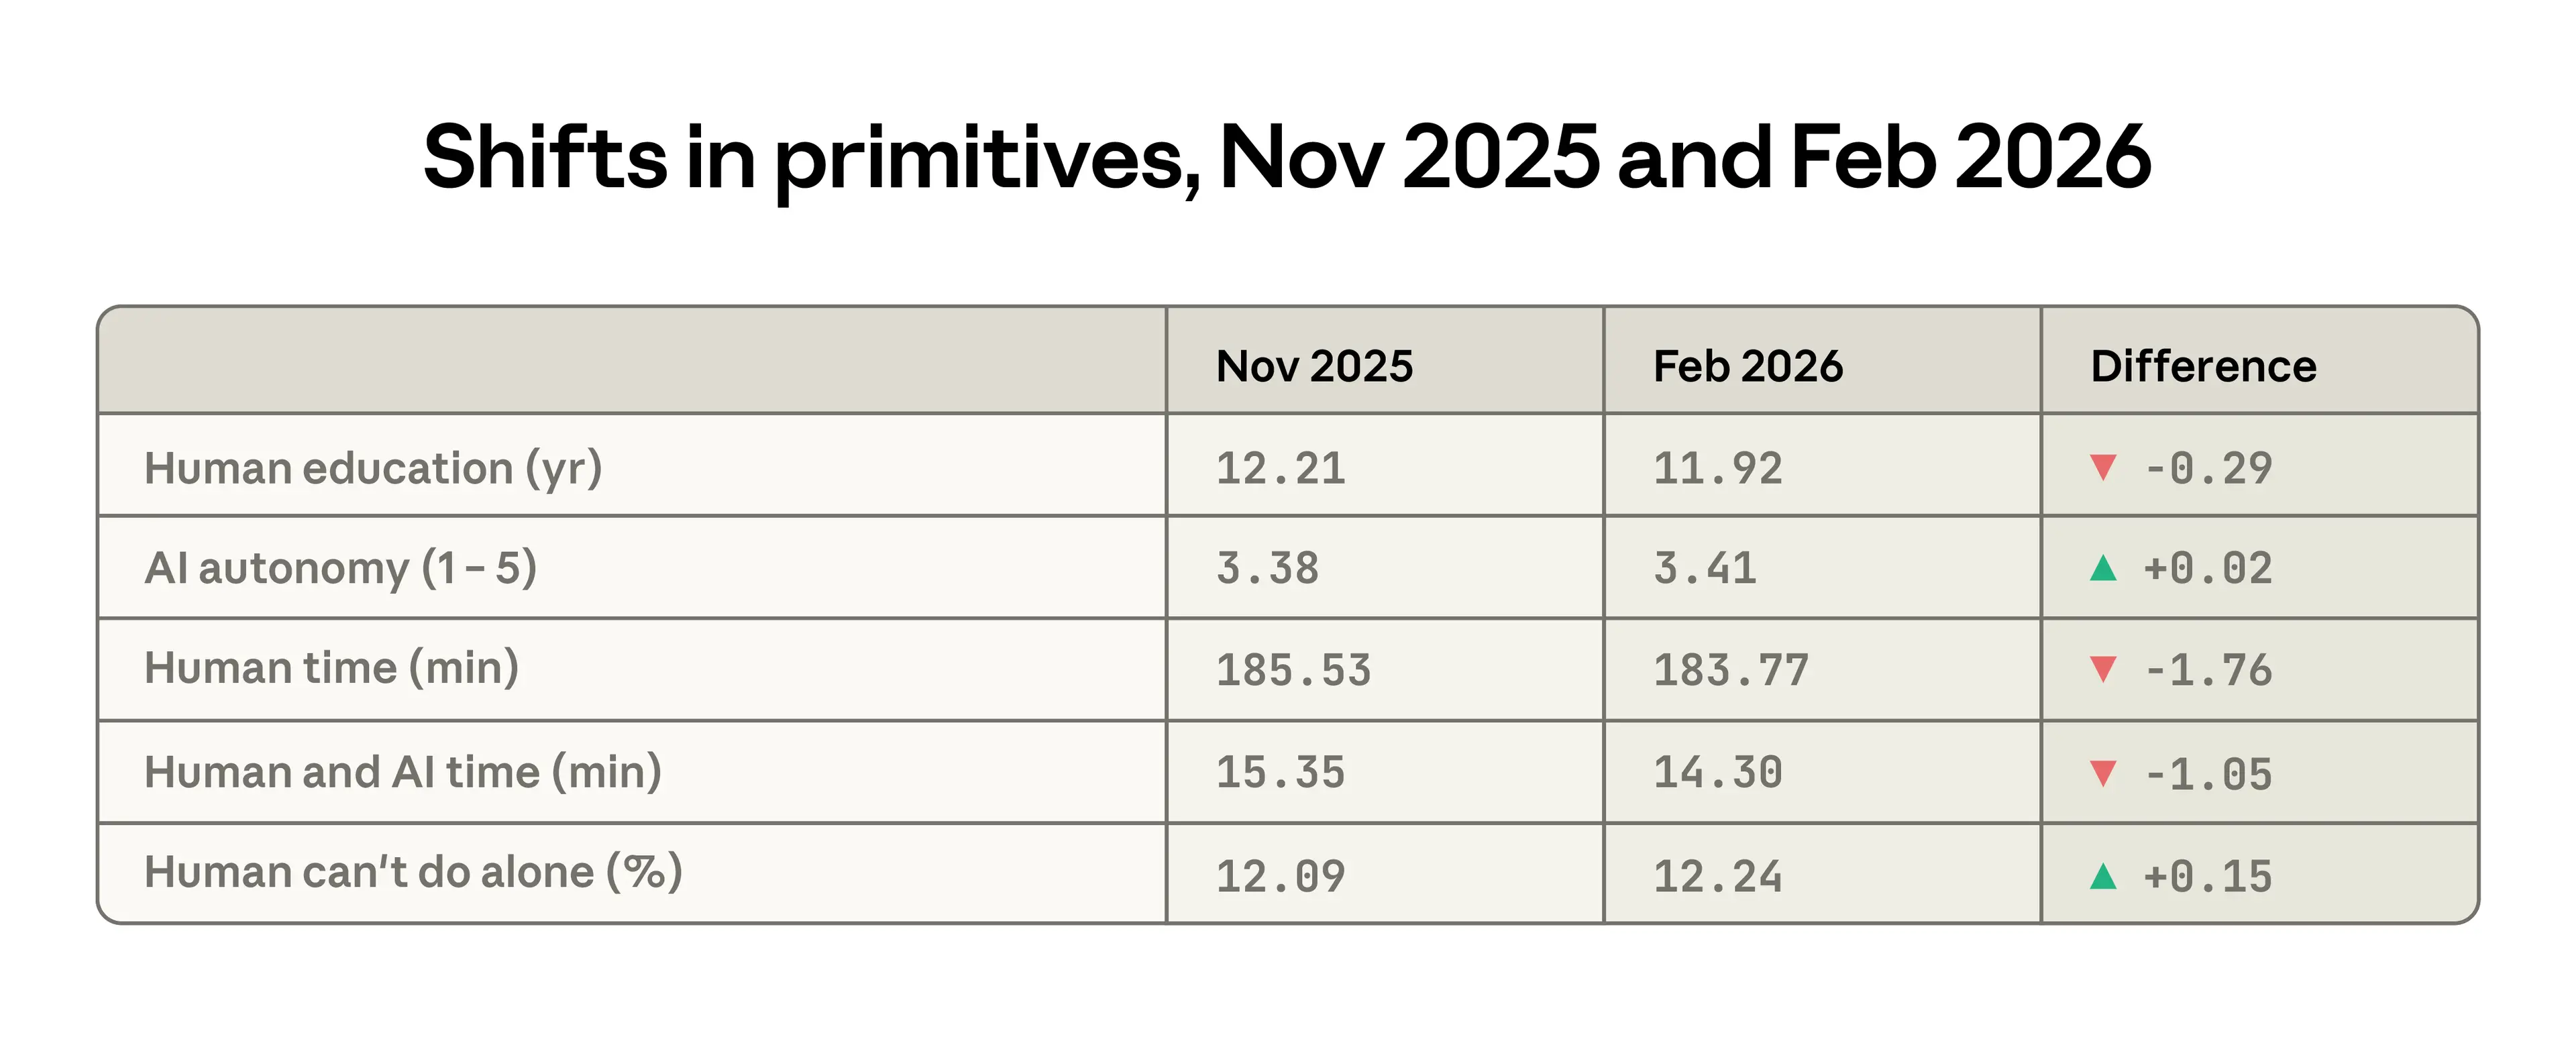 Shifts in primitives, Nov 2025 and Feb 2026
Nov 2025 Feb 2026 Difference
Human education (yr) 12.21 11.92 ▼ -0.29
AI autonomy (1 – 5) 3.38 3.41 ▲ +0.02
Human time (min) 185.53 183.77 ▼ -1.76
Human and AI time (min) 15.35 14.30 ▼ -1.05
Human can't do alone (%) 12.09 12.24 ▲ +0.15